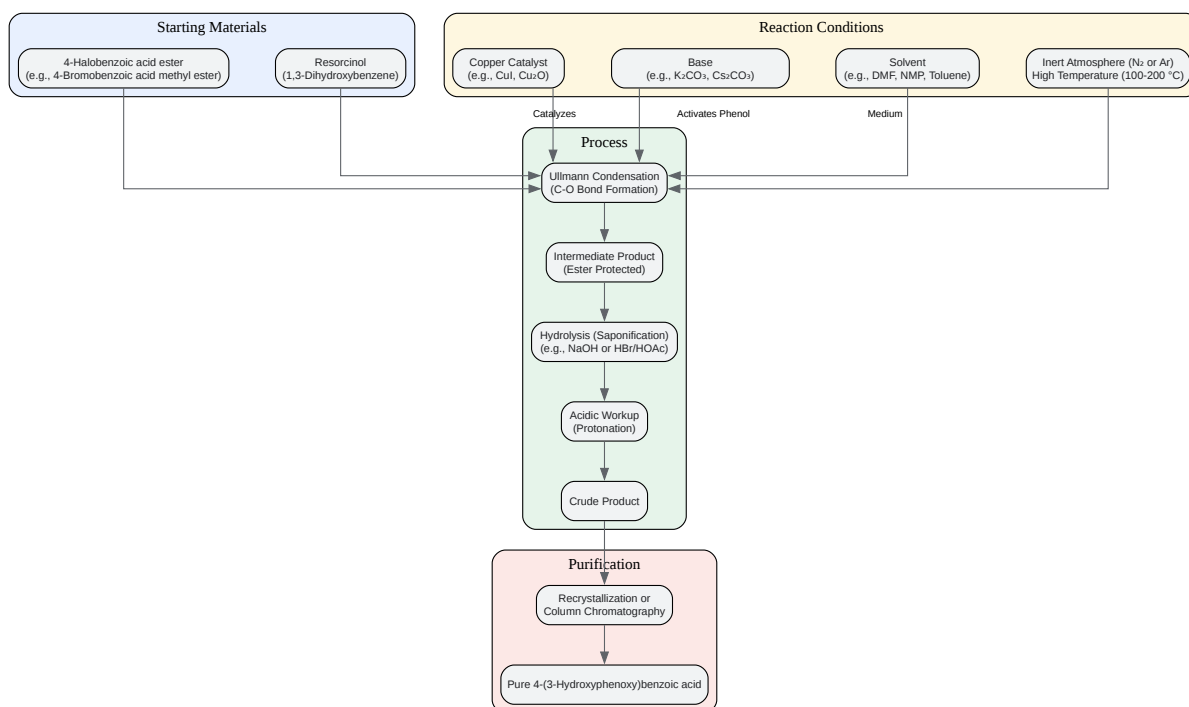 Starting Materials
4-Halobenzoic acid ester
(e.g., 4-Bromobenzoic acid methyl ester)
Resorcinol
(1,3-Dihydroxybenzene)
Reaction Conditions
Copper Catalyst
(e.g., CuI, Cu₂O)
Base
(e.g., K₂CO₃, Cs₂CO₃)
Solvent
(e.g., DMF, NMP, Toluene)
Inert Atmosphere (N₂ or Ar)
High Temperature (100-200 °C)
Catalyzes
Activates Phenol
Medium
Process
Ullmann Condensation
(C-O Bond Formation)
Intermediate Product
(Ester Protected)
Hydrolysis (Saponification)
(e.g., NaOH or HBr/HOAc)
Acidic Workup
(Protonation)
Crude Product
Purification
Recrystallization or
Column Chromatography
Pure 4-(3-Hydroxyphenoxy)benzoic acid